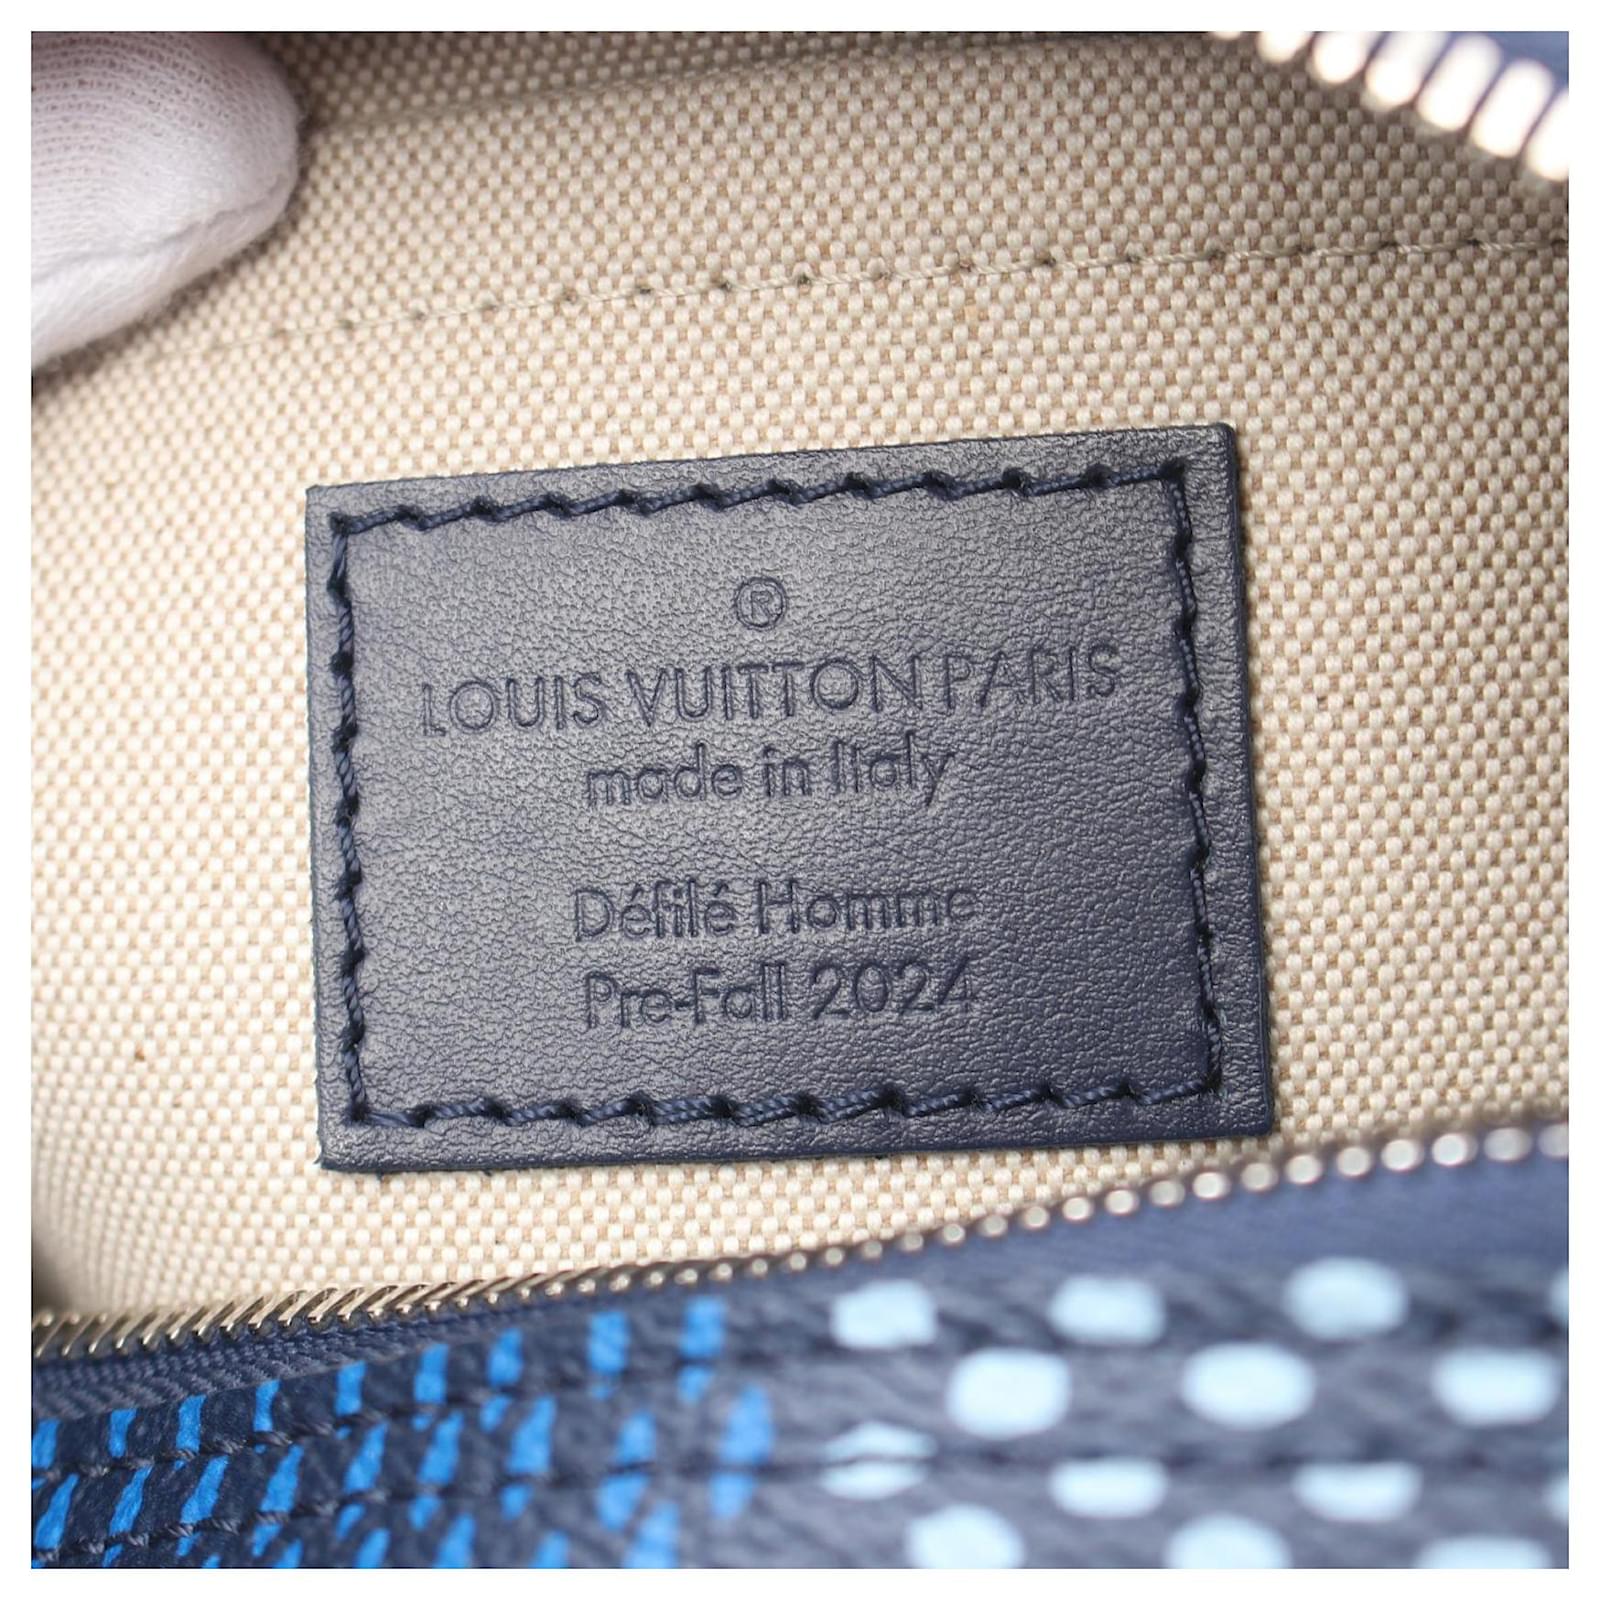 ®
LOUIS VUITTON PARIS
made in Italy
Défilé Homme
Pre-Fall 2024